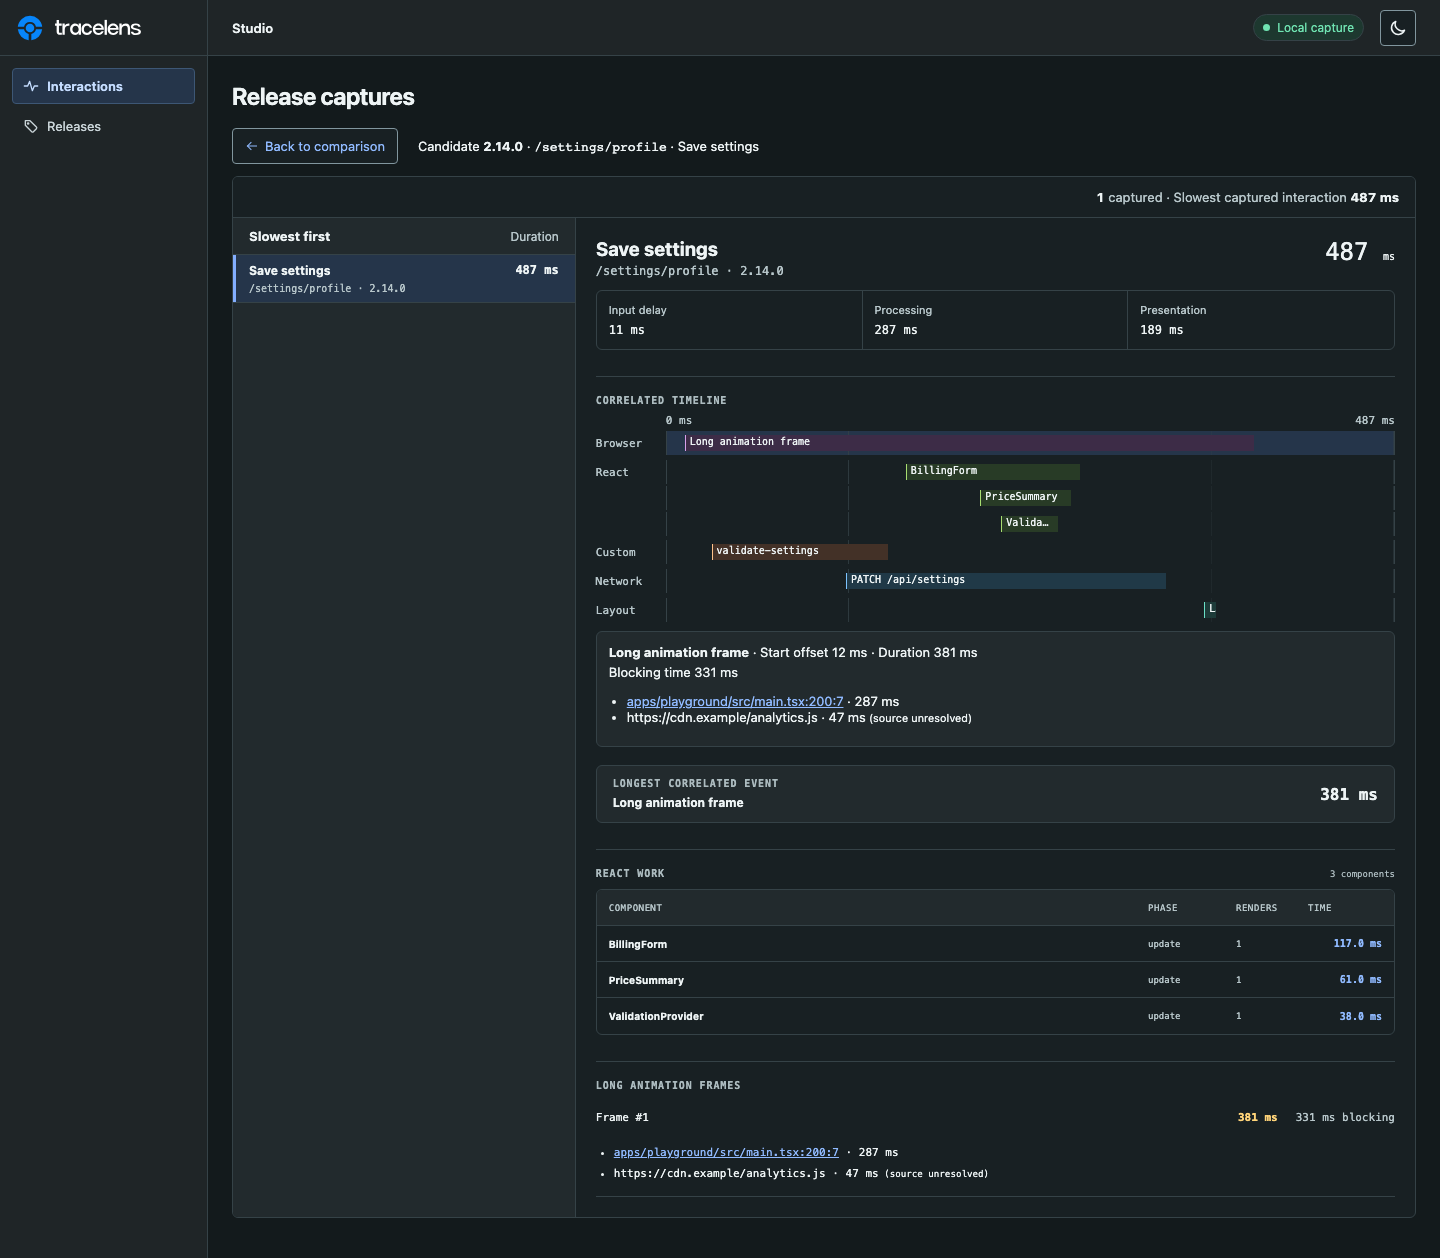 tracelens
Studio
Local capture
Interactions
Releases
Release captures
← Back to comparison
Candidate 2.14.0 · /settings/profile · Save settings
1 captured · Slowest captured interaction 487 ms
Slowest first
Duration
Save settings
487 ms
/settings/profile · 2.14.0
Save settings
487 ms
/settings/profile · 2.14.0
Input delay
11 ms
Processing
287 ms
Presentation
189 ms
CORRELATED TIMELINE
0 ms
487 ms
Browser
Long animation frame
React
BillingForm
PriceSummary
Valida…
Custom
validate-settings
Network
PATCH /api/settings
Layout
L
Long animation frame · Start offset 12 ms · Duration 381 ms
Blocking time 331 ms
• apps/playground/src/main.tsx:200:7 · 287 ms
• https://cdn.example/analytics.js · 47 ms (source unresolved)
LONGEST CORRELATED EVENT
Long animation frame
381 ms
REACT WORK
3 components
COMPONENT PHASE RENDERS TIME
BillingForm update 1 117.0 ms
PriceSummary update 1 61.0 ms
ValidationProvider update 1 38.0 ms
LONG ANIMATION FRAMES
Frame #1 381 ms 331 ms blocking
• apps/playground/src/main.tsx:200:7 · 287 ms
• https://cdn.example/analytics.js · 47 ms (source unresolved)